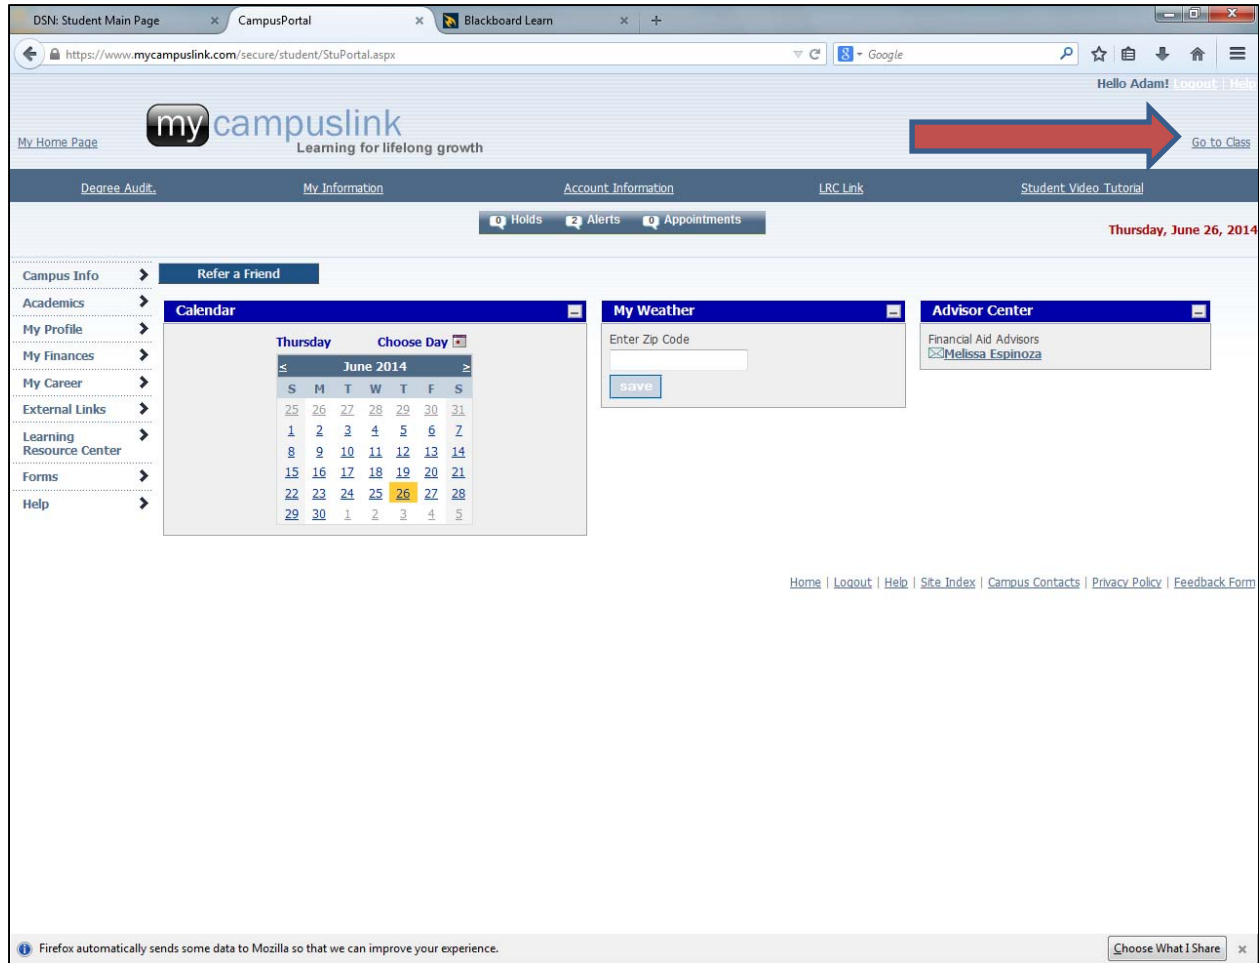 DSN: Student Main Page × CampusPortal × Blackboard Learn × +
https://www.mycampuslink.com/secure/student/StuPortal.aspx Google
Hello Adam! Logout | Help
my campuslink
Learning for lifelong growth
My Home Page Go to Class
Degree Audit. My Information Account Information LRC Link Student Video Tutorial
0 Holds 2 Alerts 0 Appointments
Thursday, June 26, 2014
Campus Info
Academics
My Profile
My Finances
My Career
External Links
Learning
Resource Center
Forms
Help
Refer a Friend
Calendar
Thursday Choose Day
< June 2014 >
S M T W T F S
25 26 27 28 29 30 31
1 2 3 4 5 6 7
8 9 10 11 12 13 14
15 16 17 18 19 20 21
22 23 24 25 26 27 28
29 30 1 2 3 4 5
My Weather
Enter Zip Code
save
Advisor Center
Financial Aid Advisors
Melissa Espinoza
Home | Logout | Help | Site Index | Campus Contacts | Privacy Policy | Feedback Form
Firefox automatically sends some data to Mozilla so that we can improve your experience. Choose What I Share ×